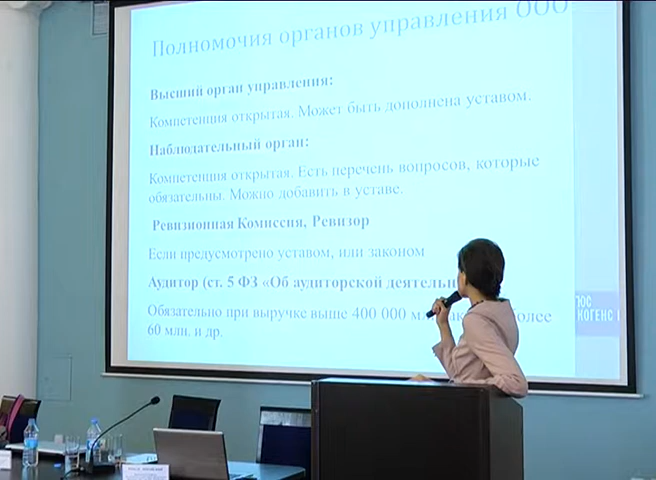 Полномочия органов управления ООО
Высший орган управления:
Компетенция открытая. Может быть дополнена уставом.
Наблюдательный орган:
Компетенция открытая. Есть перечень вопросов, которые
обязательны. Можно добавить в уставе.
Ревизионная Комиссия, Ревизор
Если предусмотрено уставом, или законом
Аудитор (ст. 5 ФЗ «Об аудиторской деятельн
Обязательно при выручке выше 400 000 более
60 млн. и др.